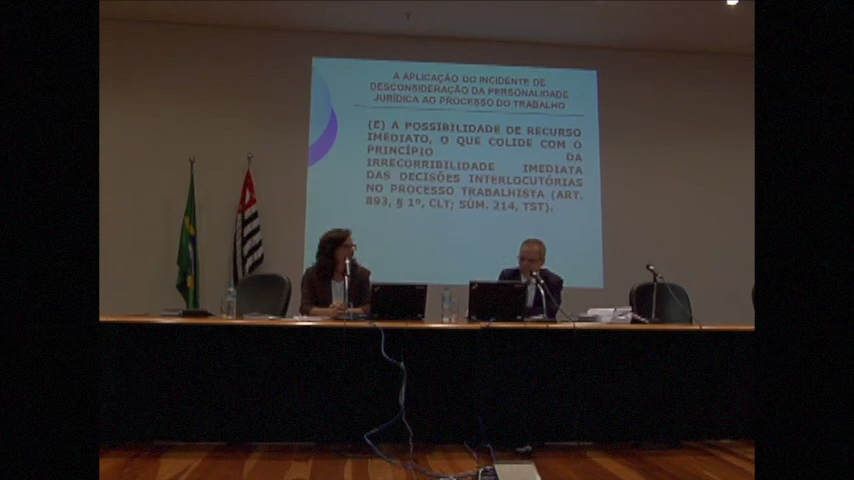 A APLICAÇÃO DO INCIDENTE DE
DESCONSIDERAÇÃO DA PERSONALIDADE
JURÍDICA AO PROCESSO DO TRABALHO
(E) A POSSIBILIDADE DE RECURSO
IMEDIATO, O QUE COLIDE COM O
PRINCÍPIO DA
IRRECORRIBILIDADE IMEDIATA
DAS DECISÕES INTERLOCUTÓRIAS
NO PROCESSO TRABALHISTA (ART.
893, § 1º, CLT; SÚM. 214, TST).